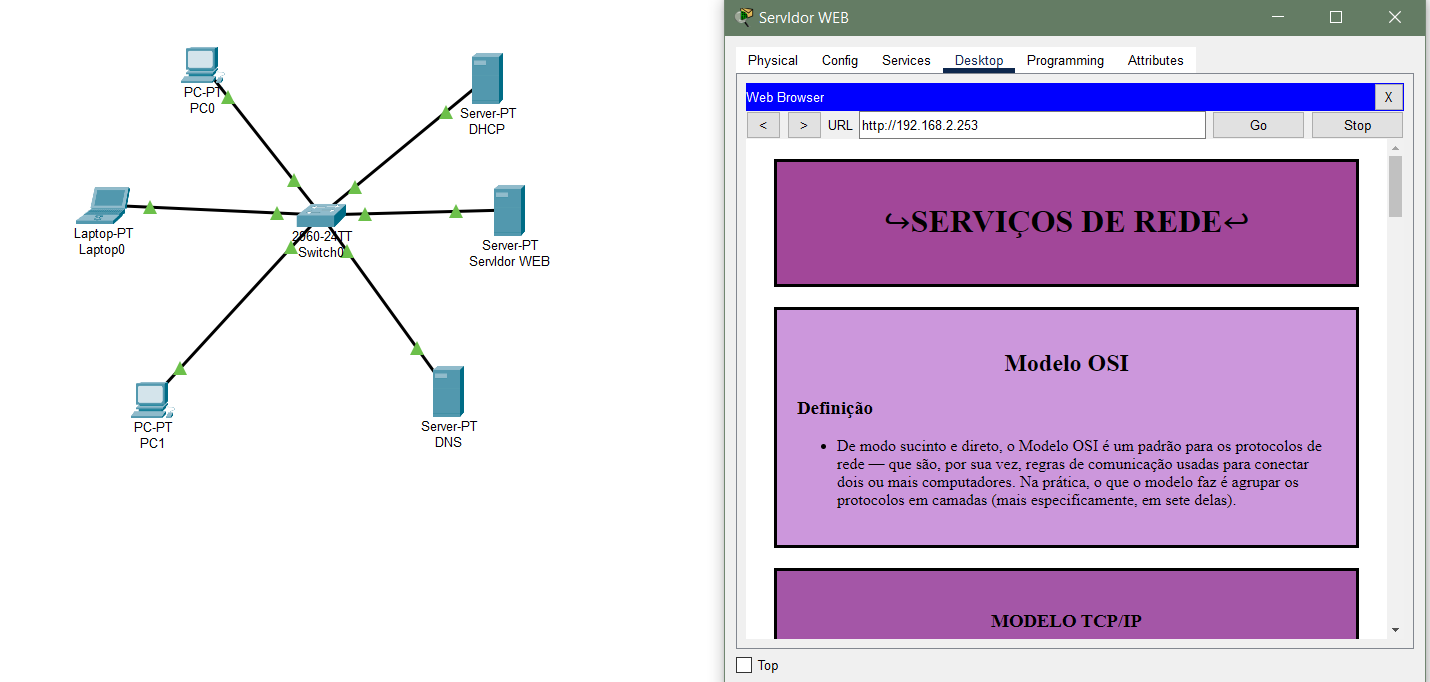 PC-PT
PC0
Server-PT
DHCP
Laptop-PT
Laptop0
2960-24TT
Switch0
Server-PT
ServIdor WEB
PC-PT
PC1
Server-PT
DNS
ServIdor WEB
Physical Config Services Desktop Programming Attributes
Web Browser X
< > URL http://192.168.2.253 Go Stop
↪SERVIÇOS DE REDE↩
Modelo OSI
Definição
• De modo sucinto e direto, o Modelo OSI é um padrão para os protocolos de
rede — que são, por sua vez, regras de comunicação usadas para conectar
dois ou mais computadores. Na prática, o que o modelo faz é agrupar os
protocolos em camadas (mais especificamente, em sete delas).
MODELO TCP/IP
Top